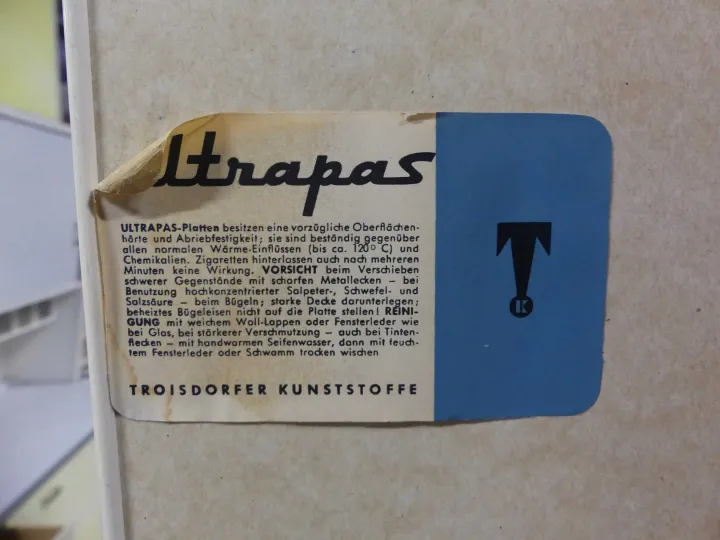 ltrapas
ULTRAPAS-Platten besitzen eine vorzügliche Oberflächen-
härte und Abriebfestigkeit; sie sind beständig gegenüber
allen normalen Wärme-Einflüssen (bis ca. 120° C) und
Chemikalien. Zigaretten hinterlassen auch nach mehreren
Minuten keine Wirkung. VORSICHT beim Verschieben
schwerer Gegenstände mit scharfen Metallecken – bei
Benutzung hochkonzentrierter Salpeter-, Schwefel- und
Salzsäure – beim Bügeln; starke Decke darunterlegen;
beheiztes Bügeleisen nicht auf die Platte stellen! REINI-
GUNG mit weichem Woll-Lappen oder Fensterleder wie
bei Glas, bei stärkerer Verschmutzung – auch bei Tinten-
flecken – mit handwarmen Seifenwasser, dann mit feuch-
tem Fensterleder oder Schwamm trocken wischen
TROISDORFER KUNSTSTOFFE
T
K